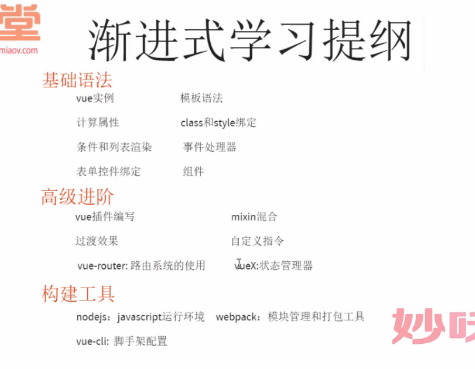 堂
miaov.com
渐进式学习提纲
基础语法
vue实例 模板语法
计算属性 class和style绑定
条件和列表渲染 事件处理器
表单控件绑定 组件
高级进阶
vue插件编写 mixin混合
过渡效果 自定义指令
vue-router: 路由系统的使用 vueX:状态管理器
构建工具
nodejs：javascript运行环境 webpack：模块管理和打包工具
vue-cli: 脚手架配置
妙味